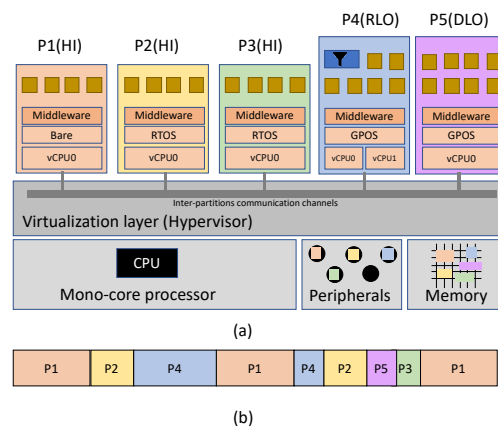 P1(HI) P2(HI) P3(HI) P4(RLO) P5(DLO)
Middleware Middleware Middleware Middleware Middleware
Bare RTOS RTOS GPOS GPOS
vCPU0 vCPU0 vCPU0 vCPU0 vCPU1 vCPU0
Inter-partitions communication channels
Virtualization layer (Hypervisor)
CPU
Mono-core processor Peripherals Memory
(a)
P1 P2 P4 P1 P4 P2 P5 P3 P1
(b)